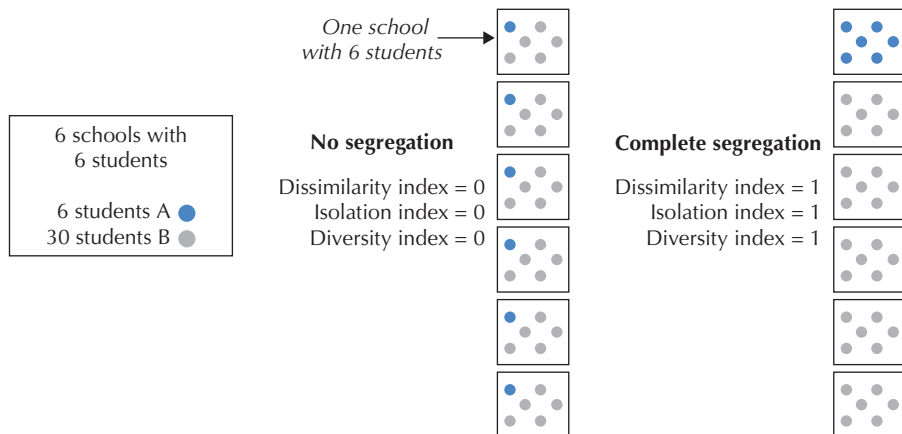 One school
with 6 students
6 schools with
6 students
6 students A
30 students B
No segregation
Dissimilarity index = 0
Isolation index = 0
Diversity index = 0
Complete segregation
Dissimilarity index = 1
Isolation index = 1
Diversity index = 1